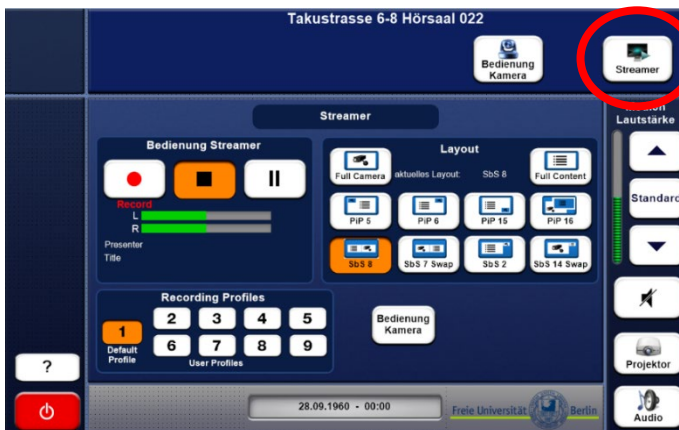 Takustrasse 6-8 Hörsaal 022
Bedienung
Kamera
Streamer
Streamer
Lautstärke
Bedienung Streamer
Record
L
R
Presenter
Title
Layout
Full Camera
aktuelles Layout:
SbS 8
Full Content
PiP 5
PiP 6
PiP 15
PiP 16
SbS 8
SbS 7 Swap
SbS 2
SbS 14 Swap
Standard
Recording Profiles
1
2
3
4
5
6
7
8
9
Default
Profile
User Profiles
Bedienung
Kamera
Projektor
Audio
?
28.09.1960 - 00:00
Freie Universität
Berlin